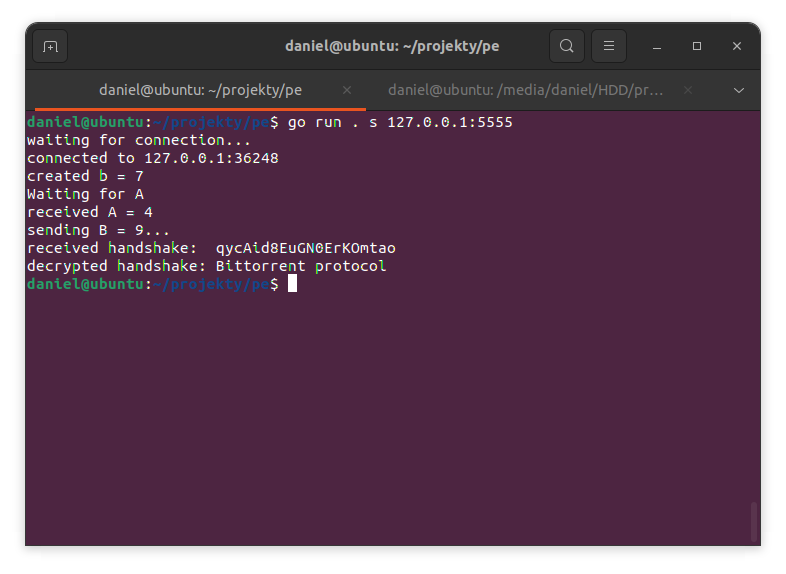 daniel@ubuntu: ~/projekty/pe
daniel@ubuntu: ~/projekty/pe
daniel@ubuntu: /media/daniel/HDD/pr...
daniel@ubuntu:~/projekty/pe$ go run . s 127.0.0.1:5555
waiting for connection...
connected to 127.0.0.1:36248
created b = 7
Waiting for A
received A = 4
sending B = 9...
received handshake:  qycAid8EuGN0ErKOmtao
decrypted handshake: Bittorrent protocol
daniel@ubuntu:~/projekty/pe$